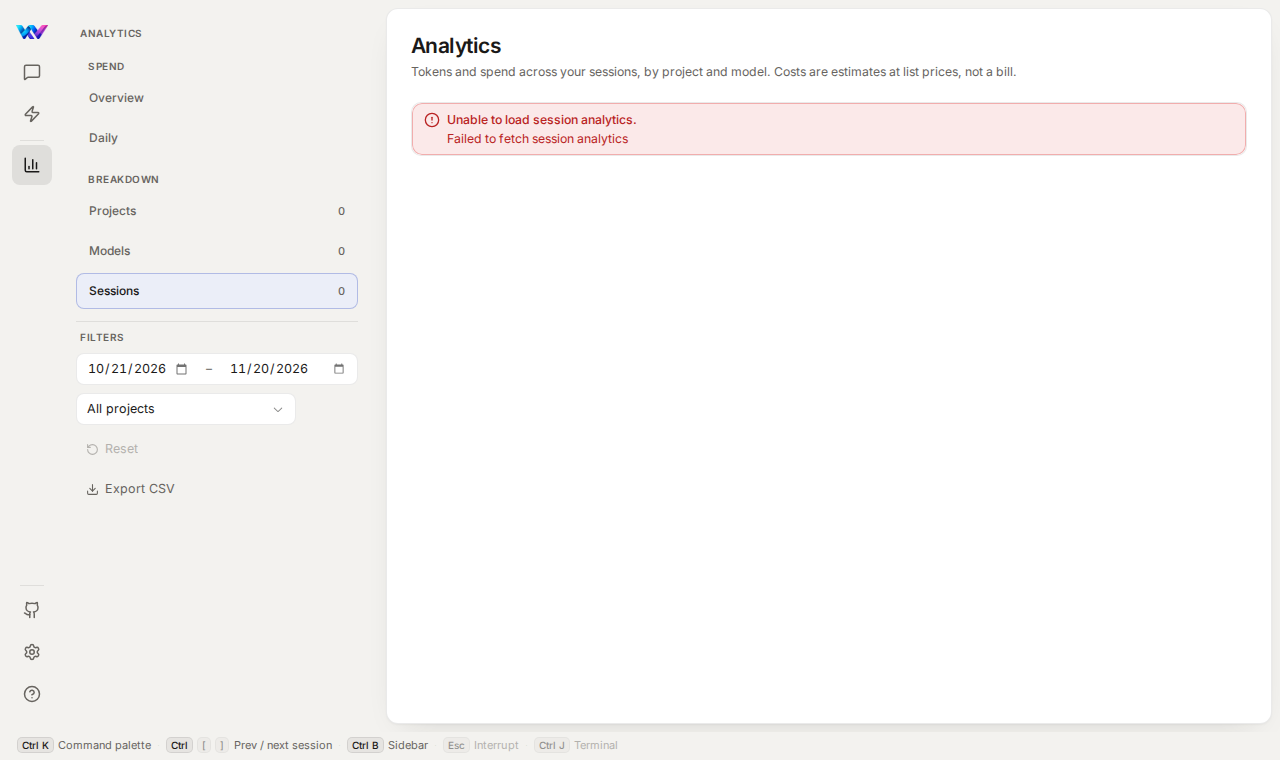 ANALYTICS
SPEND
Overview
Daily
BREAKDOWN
Projects 0
Models 0
Sessions 0
FILTERS
10/21/2026 – 11/20/2026
All projects
Reset
Export CSV
Analytics
Tokens and spend across your sessions, by project and model. Costs are estimates at list prices, not a bill.
Unable to load session analytics.
Failed to fetch session analytics
Ctrl K Command palette Ctrl [ ] Prev / next session Ctrl B Sidebar Esc Interrupt Ctrl J Terminal